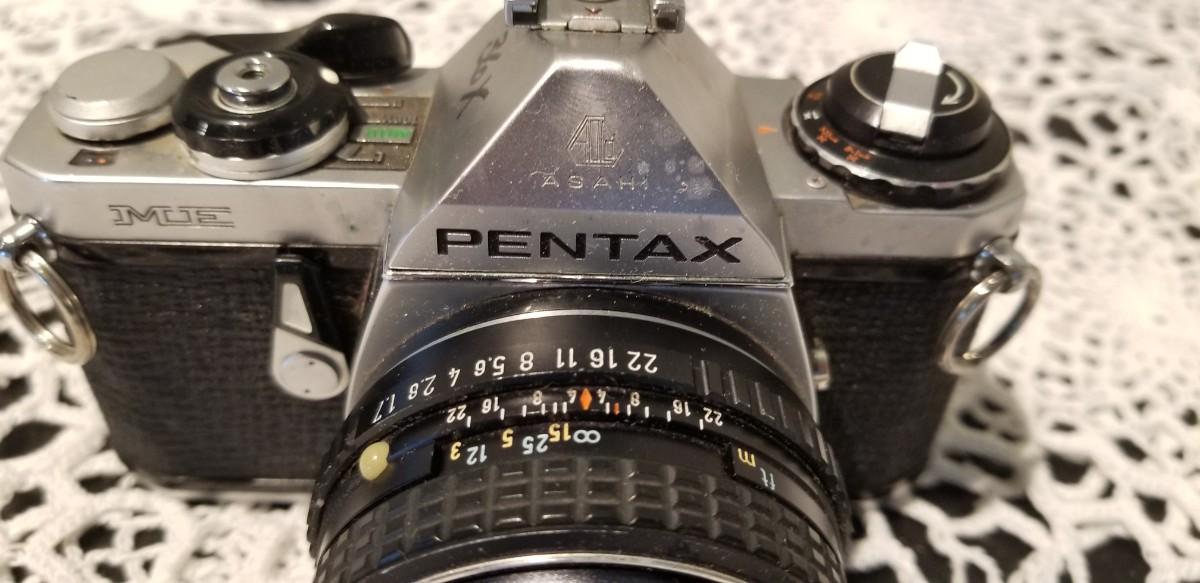 ASAHI
PENTAX
ME
22 16 11 8 5.6 4 2.8 1.7
22 16 8 4 4 8 16 22
∞ 15 25 5 12 3
ft m